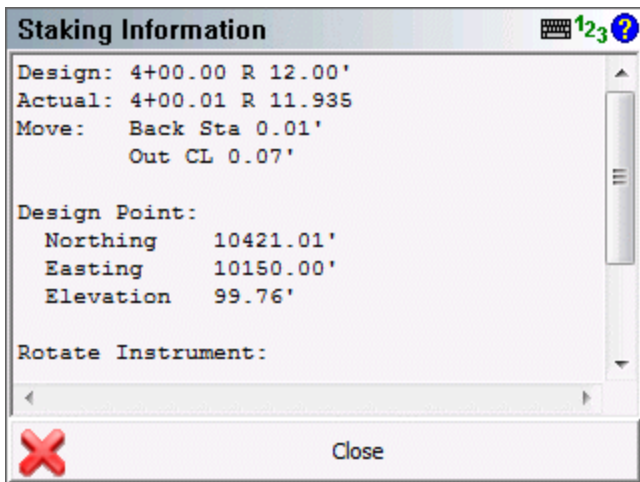 Staking Information 123 ?
Design: 4+00.00 R 12.00'
Actual: 4+00.01 R 11.935
Move: Back Sta 0.01'
Out CL 0.07'
Design Point:
Northing 10421.01'
Easting 10150.00'
Elevation 99.76'
Rotate Instrument:
Close